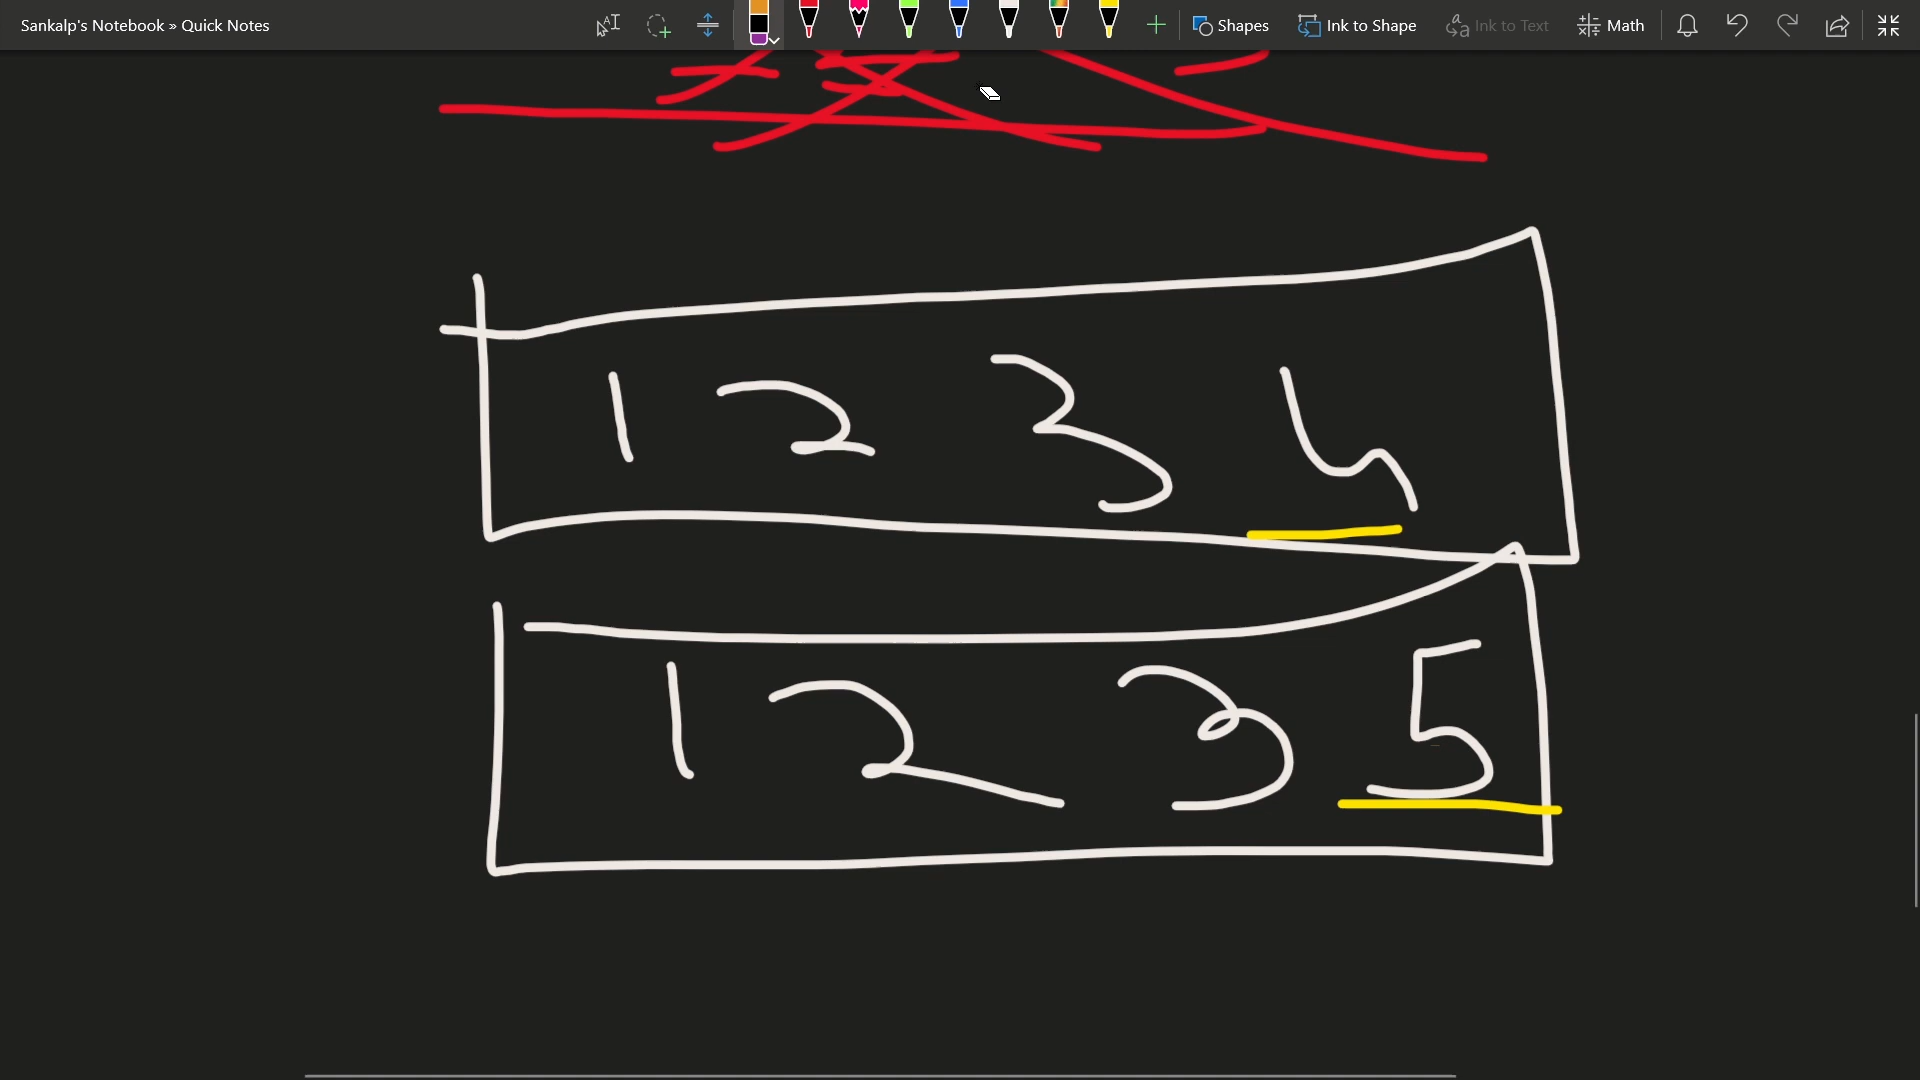 Sankalp's Notebook » Quick Notes Shapes Ink to Shape Ink to Text Math
1 2 3 4
1 2 3 5